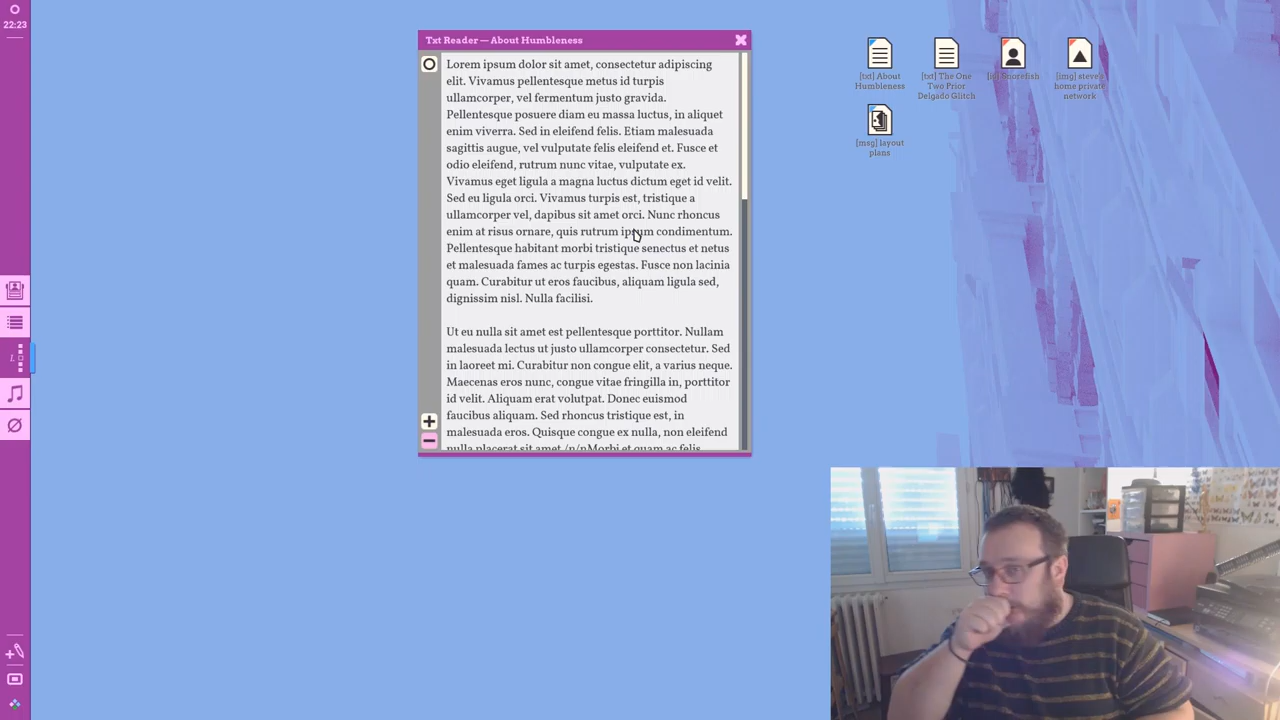 22:23
Txt Reader — About Humbleness
Lorem ipsum dolor sit amet, consectetur adipiscing
elit. Vivamus pellentesque metus id turpis
ullamcorper, vel fermentum justo gravida.
Pellentesque posuere diam eu massa luctus, in aliquet
enim viverra. Sed in eleifend felis. Etiam malesuada
sagittis augue, vel vulputate felis eleifend et. Fusce et
odio eleifend, rutrum nunc vitae, vulputate ex.
Vivamus eget ligula a magna luctus dictum eget id velit.
Sed eu ligula orci. Vivamus turpis est, tristique a
ullamcorper vel, dapibus sit amet orci. Nunc rhoncus
enim at risus ornare, quis rutrum ipsum condimentum.
Pellentesque habitant morbi tristique senectus et netus
et malesuada fames ac turpis egestas. Fusce non lacinia
quam. Curabitur ut eros faucibus, aliquam ligula sed,
dignissim nisl. Nulla facilisi.
Ut eu nulla sit amet est pellentesque porttitor. Nullam
malesuada lectus ut justo ullamcorper consectetur. Sed
in laoreet mi. Curabitur non congue elit, a varius neque.
Maecenas eros nunc, congue vitae fringilla in, porttitor
id velit. Aliquam erat volutpat. Donec euismod
faucibus aliquam. Sed rhoncus tristique est, in
malesuada eros. Quisque congue ex nulla, non eleifend
nulla placerat sit amet./n/nMorbi et quam ac felis
[txt] About
Humbleness
[txt] The One
Two Prior
Delgado Glitch
Snorefish
[img] steve's
home private
network
[msg] layout
plans